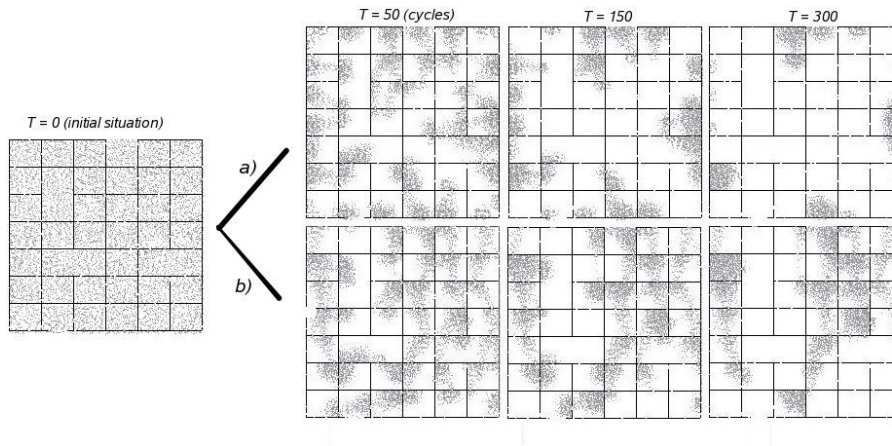 T = 50 (cycles)
T = 150
T = 300
T = 0 (initial situation)
a)
b)